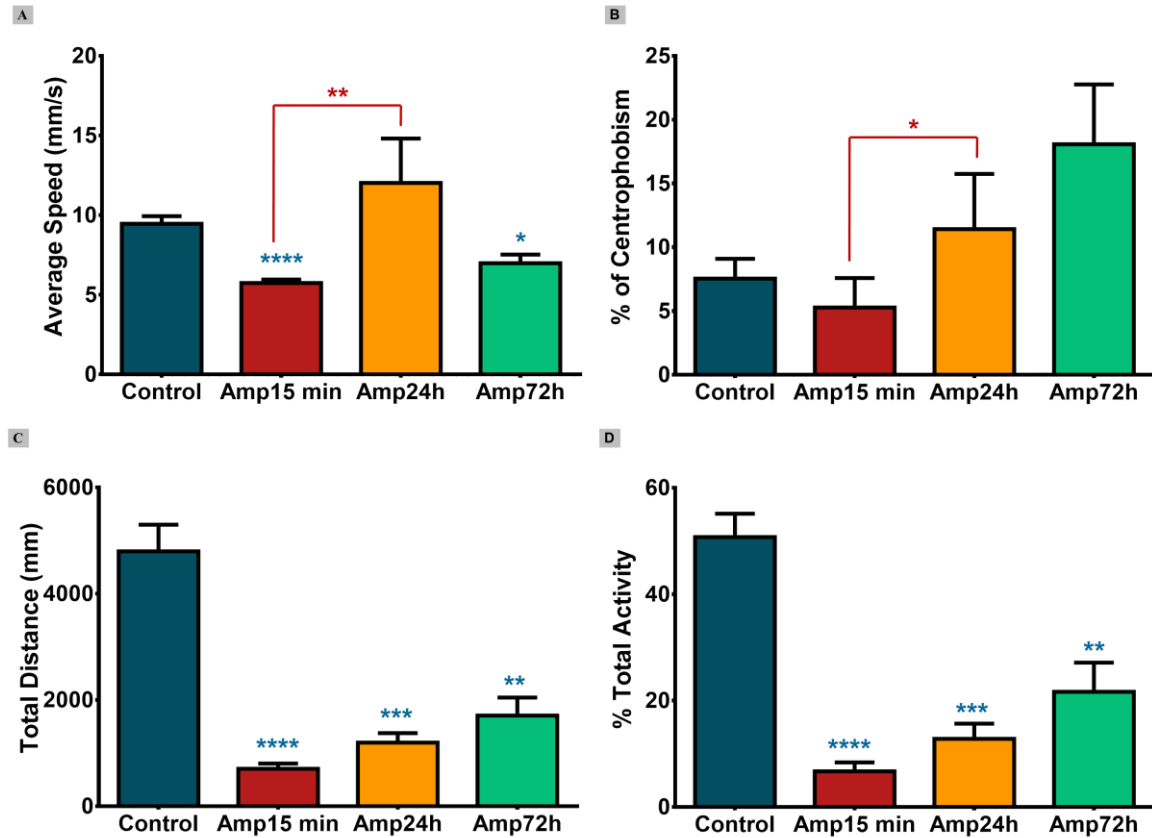 A
Average Speed (mm/s)
20
15
10
5
0
**
****
*
Control Amp15 min Amp24h Amp72h
B
% of Centrophobism
25
20
15
10
5
0
*
Control Amp15 min Amp24h Amp72h
C
Total Distance (mm)
6000
4000
2000
0
****
***
**
Control Amp15 min Amp24h Amp72h
D
% Total Activity
60
40
20
0
****
***
**
Control Amp15 min Amp24h Amp72h